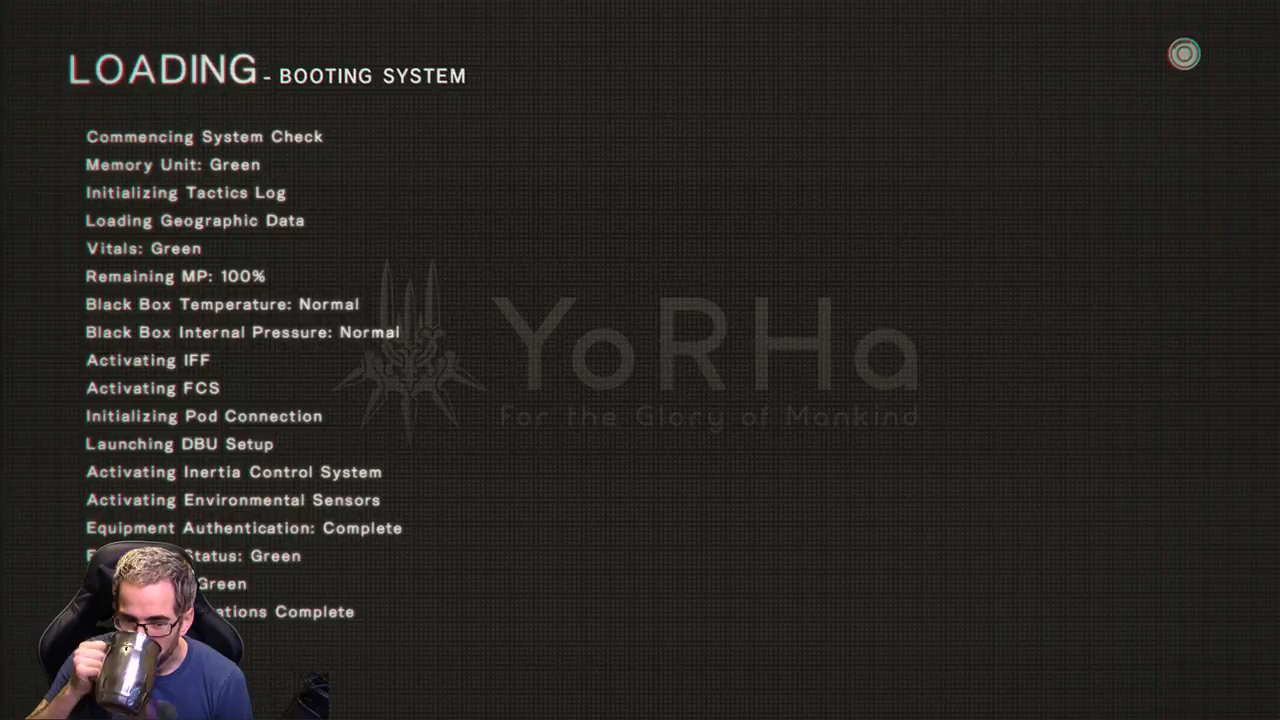 LOADING - BOOTING SYSTEM
Commencing System Check
Memory Unit: Green
Initializing Tactics Log
Loading Geographic Data
Vitals: Green
Remaining MP: 100%
Black Box Temperature: Normal
Black Box Internal Pressure: Normal
Activating IFF
Activating FCS
Initializing Pod Connection
Launching DBU Setup
Activating Inertia Control System
Activating Environmental Sensors
Equipment Authentication: Complete
Status: Green
Green
Complete
YoRHa
For the Glory of Mankind